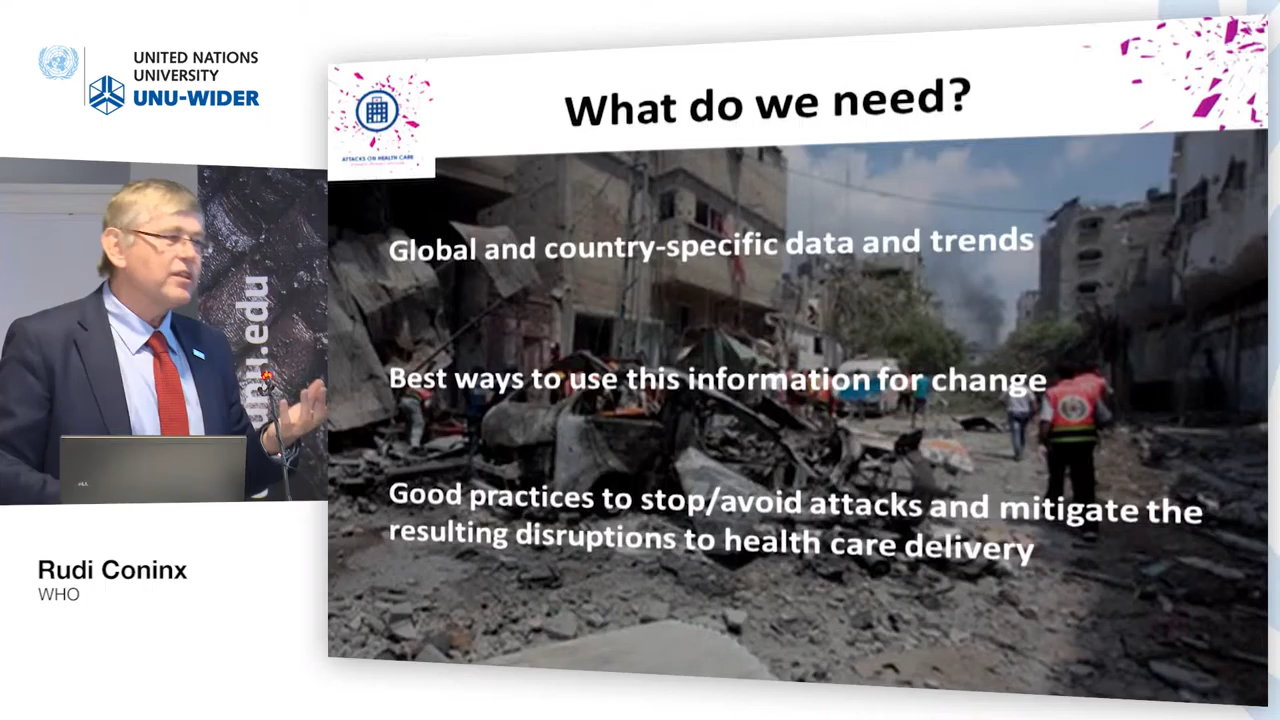 UNITED NATIONS
UNIVERSITY
UNU-WIDER
unu.edu
Rudi Coninx
WHO
ATTACKS ON HEALTH CARE
What do we need?
Global and country-specific data and trends
Best ways to use this information for change
Good practices to stop/avoid attacks and mitigate the
resulting disruptions to health care delivery